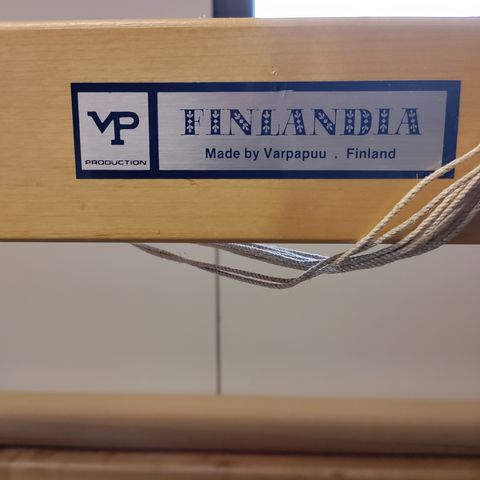 VP
PRODUCTION
FINLANDIA
Made by Varpapuu . Finland